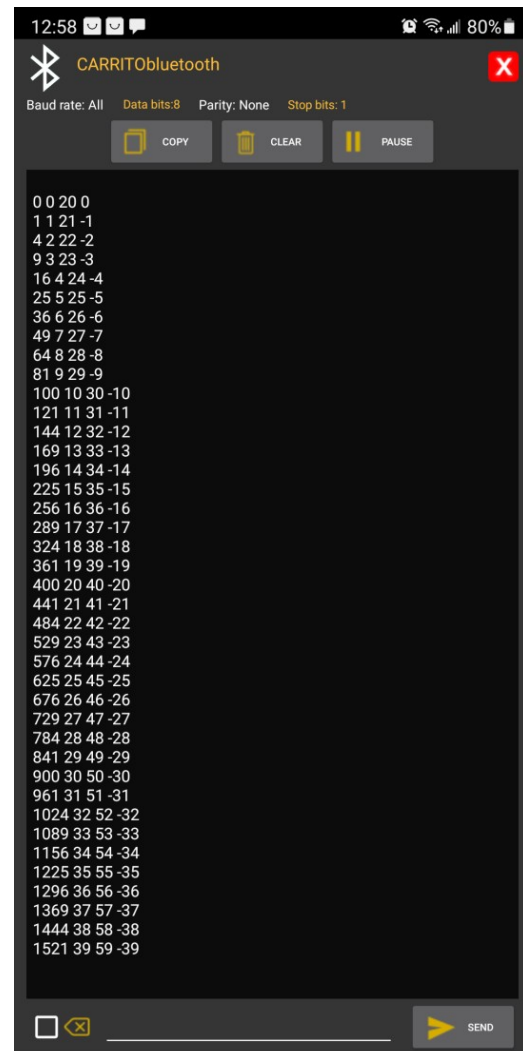 12:58 80%
CARRITObluetooth X
Baud rate: All Data bits:8 Parity: None Stop bits: 1
COPY CLEAR PAUSE
0 0 20 0
1 1 21 -1
4 2 22 -2
9 3 23 -3
16 4 24 -4
25 5 25 -5
36 6 26 -6
49 7 27 -7
64 8 28 -8
81 9 29 -9
100 10 30 -10
121 11 31 -11
144 12 32 -12
169 13 33 -13
196 14 34 -14
225 15 35 -15
256 16 36 -16
289 17 37 -17
324 18 38 -18
361 19 39 -19
400 20 40 -20
441 21 41 -21
484 22 42 -22
529 23 43 -23
576 24 44 -24
625 25 45 -25
676 26 46 -26
729 27 47 -27
784 28 48 -28
841 29 49 -29
900 30 50 -30
961 31 51 -31
1024 32 52 -32
1089 33 53 -33
1156 34 54 -34
1225 35 55 -35
1296 36 56 -36
1369 37 57 -37
1444 38 58 -38
1521 39 59 -39
SEND